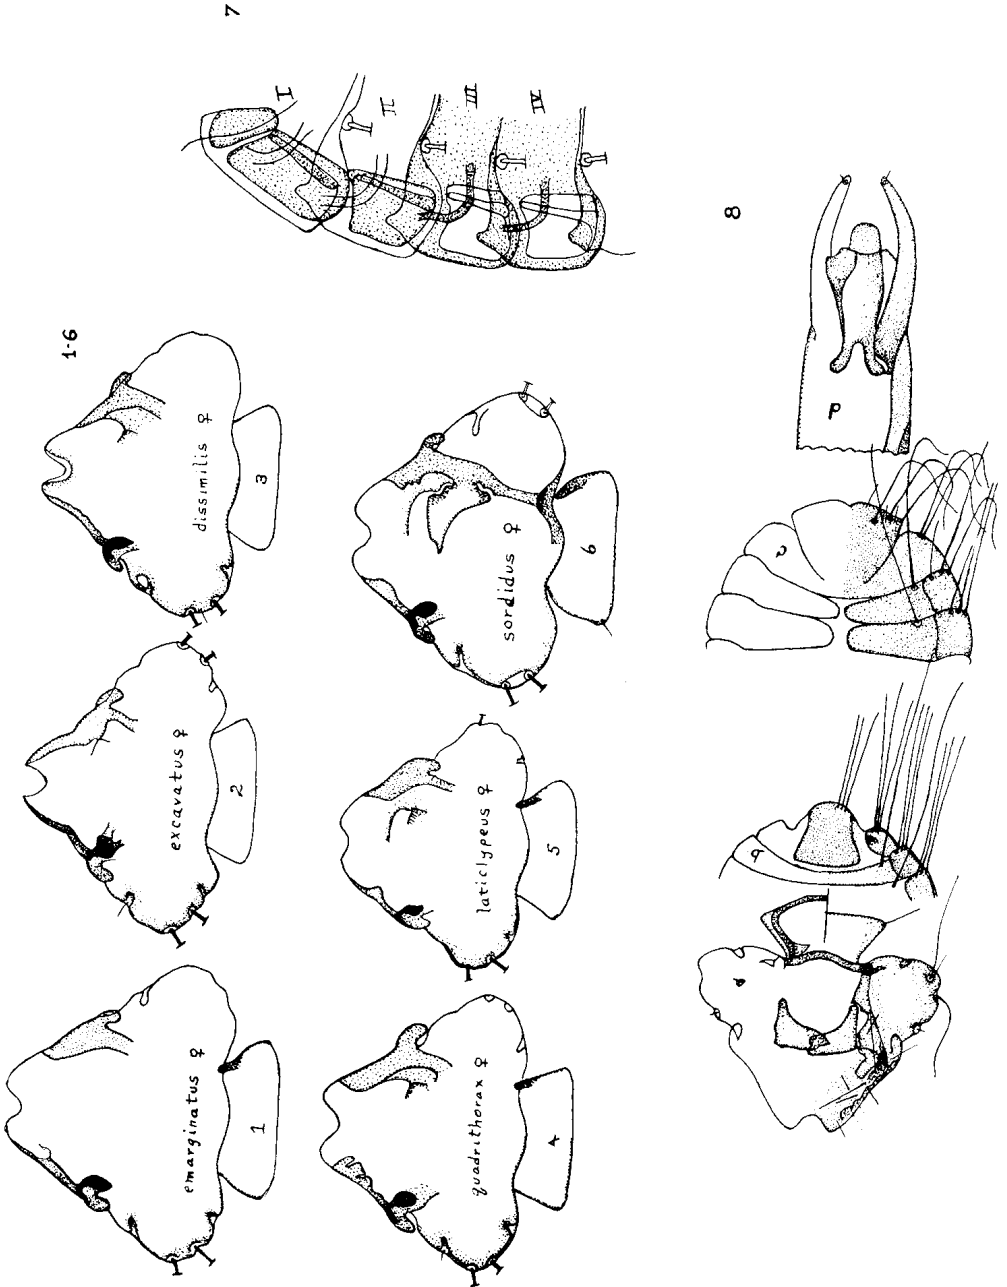 7
I
II
III
IV
1-6
dissimilis ♀
3
excavatus ♀
2
emarginatus ♀
1
sordidus ♀
6
laticlypeus ♀
5
quadrithorax ♀
4
8
p
c
a
b